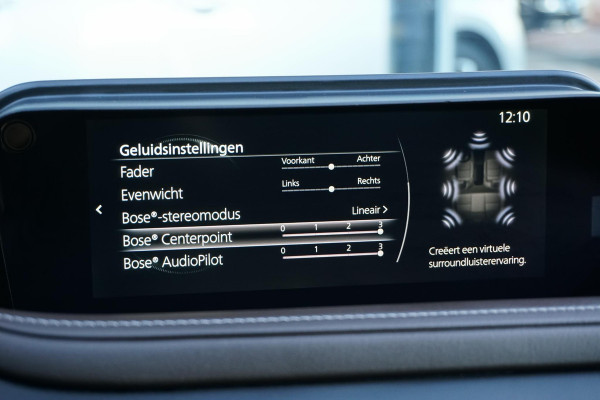 12:10
Geluidsinstellingen
Fader Voorkant Achter
Evenwicht Links Rechts
Bose®-stereomodus Lineair
Bose® Centerpoint 0 1 2 3
Bose® AudioPilot 0 1 2 3
Creëert een virtuele
surroundluisterervaring.